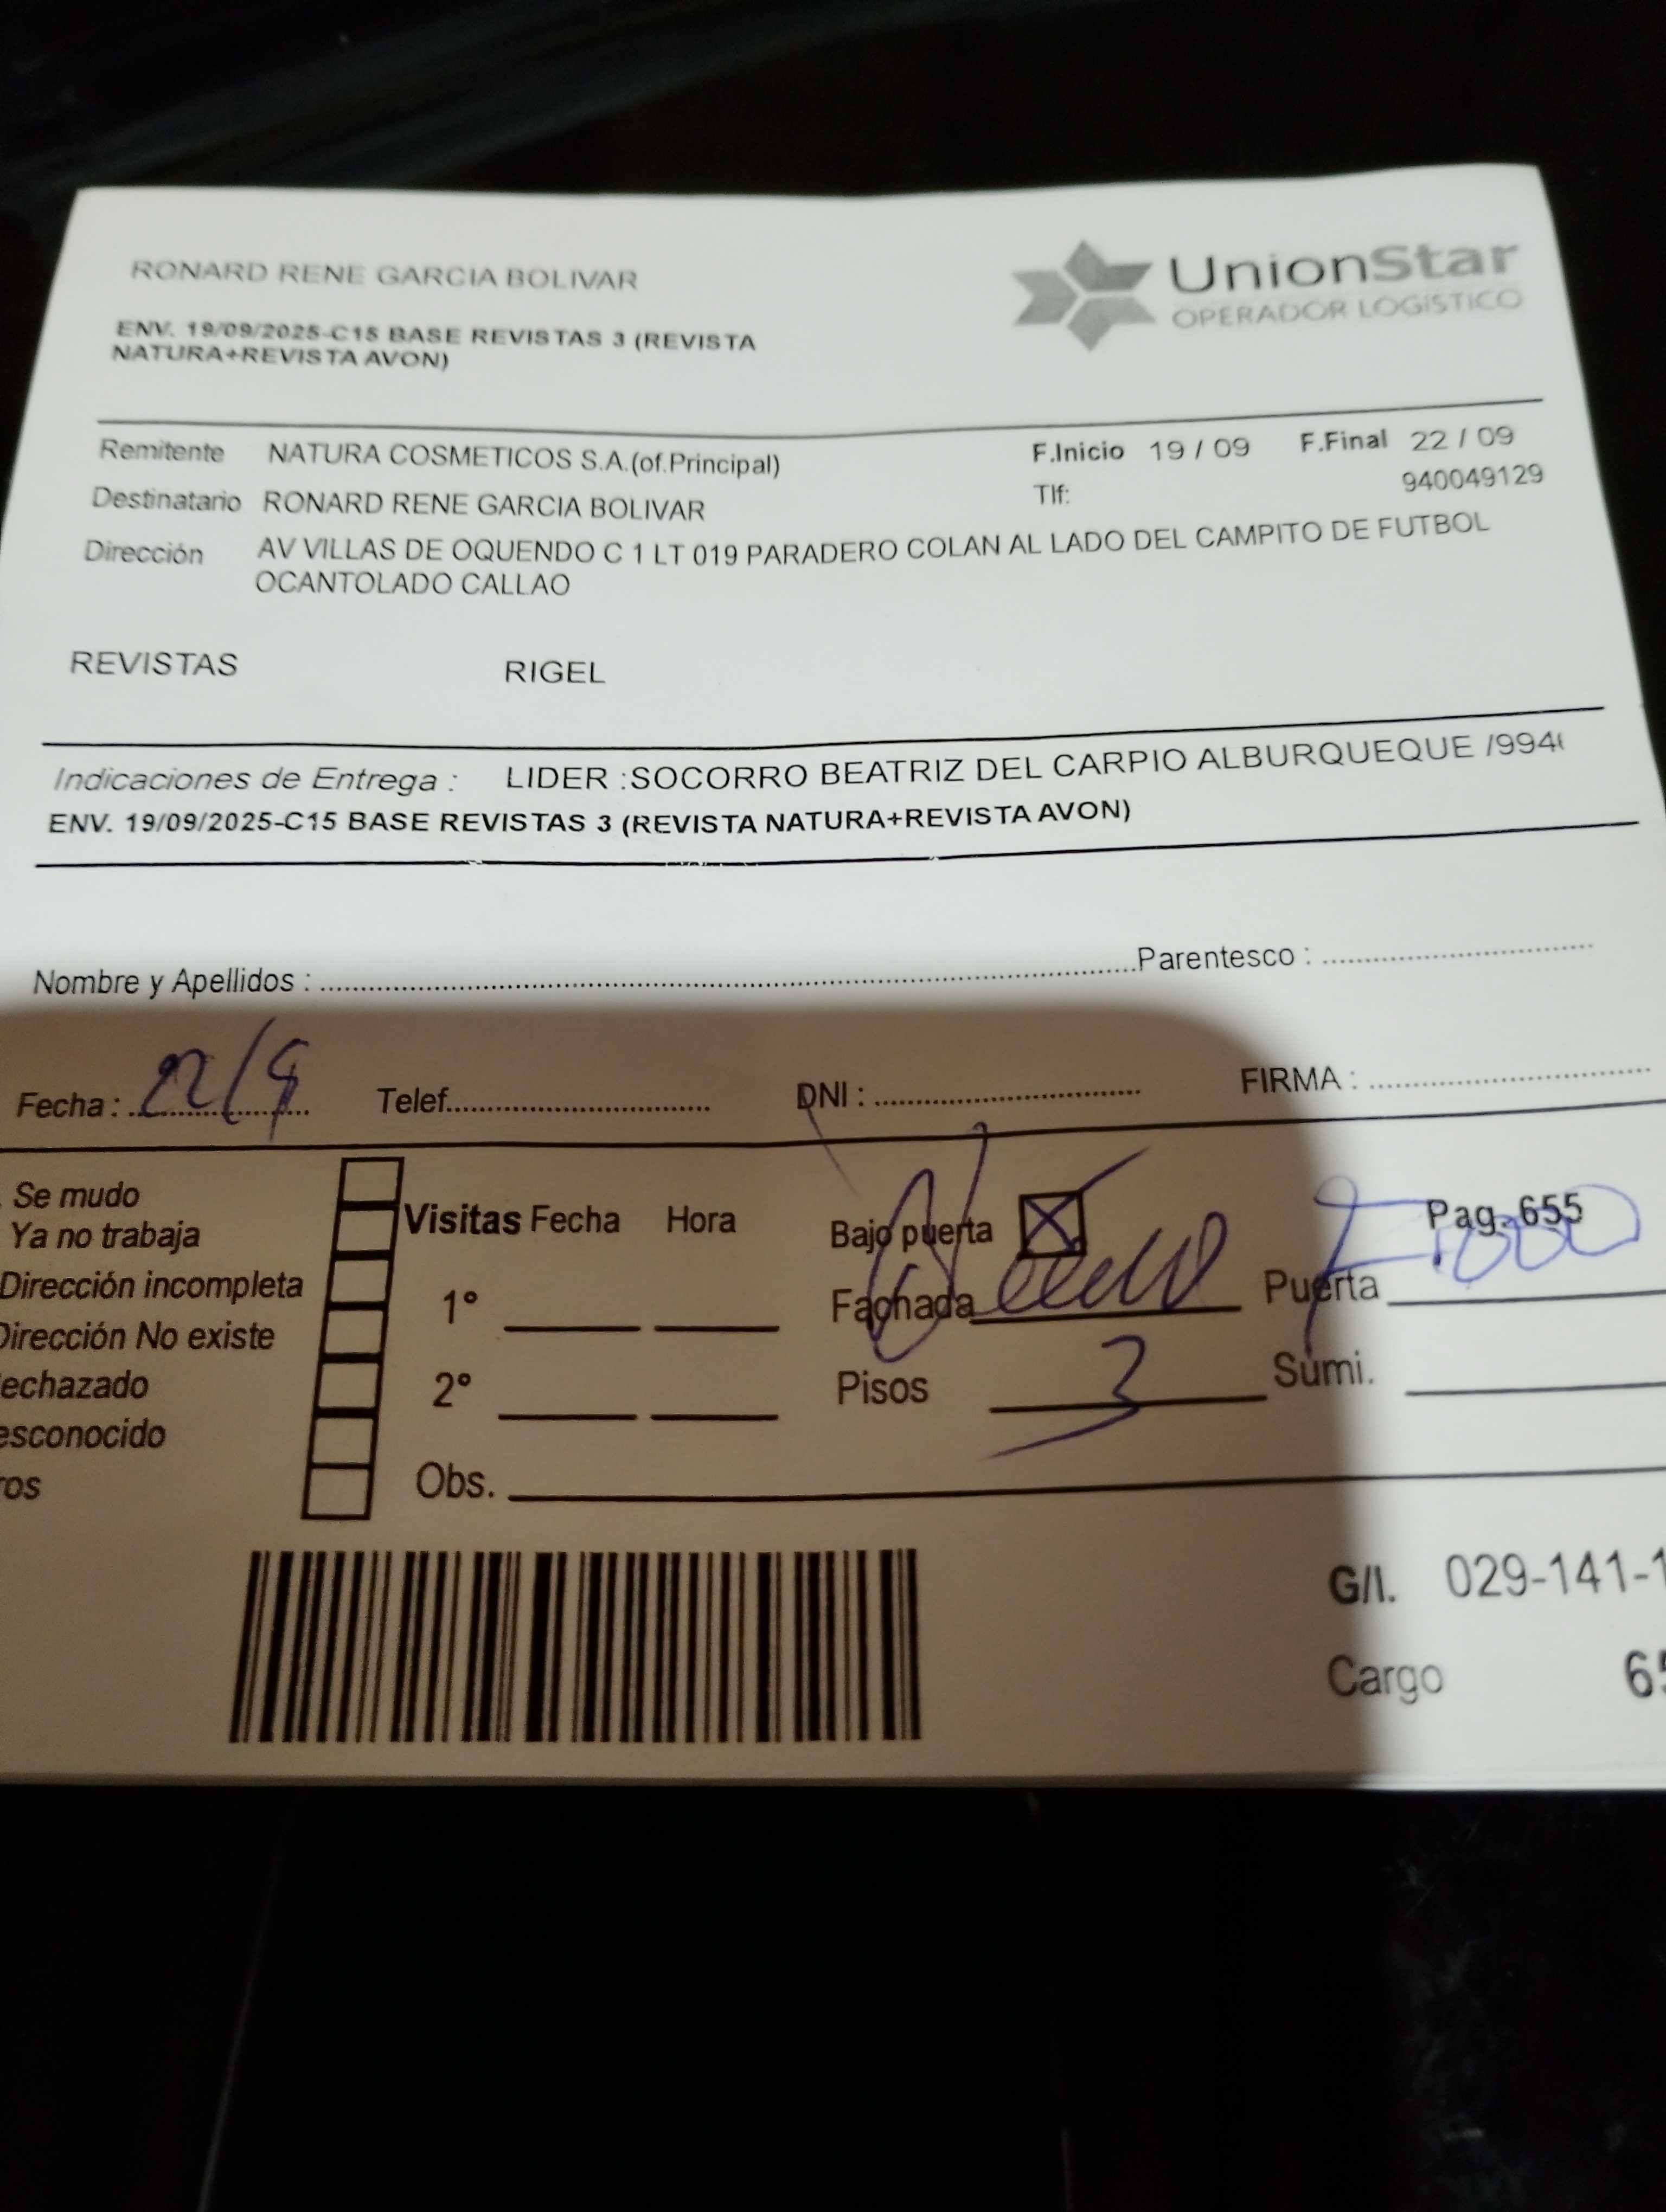 RONARD RENE GARCIA BOLIVAR
UnionStar
OPERADOR LOGÍSTICO
ENV. 19/09/2025-C15 BASE REVISTAS 3 (REVISTA
NATURA+REVISTA AVON)
Remitente NATURA COSMETICOS S.A.(of.Principal) F.Inicio 19 / 09 F.Final 22 / 09
Destinatario RONARD RENE GARCIA BOLIVAR Tlf: 940049129
Dirección AV VILLAS DE OQUENDO C 1 LT 019 PARADERO COLAN AL LADO DEL CAMPITO DE FUTBOL
OCANTOLADO CALLAO
REVISTAS RIGEL
Indicaciones de Entrega : LIDER :SOCORRO BEATRIZ DEL CARPIO ALBURQUEQUE /994
ENV. 19/09/2025-C15 BASE REVISTAS 3 (REVISTA NATURA+REVISTA AVON)
Nombre y Apellidos : Parentesco :
Fecha : 22/9 Telef. DNI : FIRMA :
Se mudo
Ya no trabaja
Dirección incompleta
Dirección No existe
echazado
esconocido
ros
Visitas Fecha Hora
1°
2°
Obs.
Bajo puerta X Pag. 655
Fachada Puerta
Pisos 3 Sumi.
G/I. 029-141-1
Cargo 65